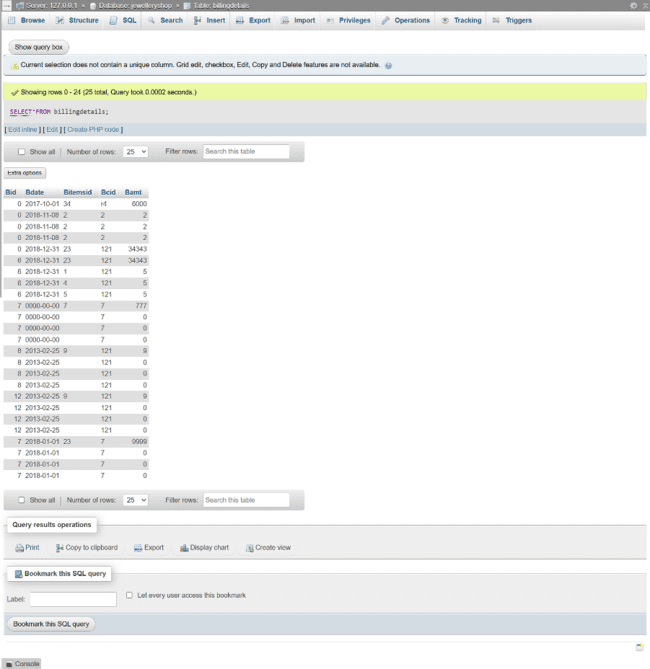 Server: 127.0.0.1 » Database: jewelleryshop » Table: billingdetails
Browse Structure SQL Search Insert Export Import Privileges Operations Tracking Triggers
Show query box
Current selection does not contain a unique column. Grid edit, checkbox, Edit, Copy and Delete features are not available.
Showing rows 0 - 24 (25 total, Query took 0.0002 seconds.)
SELECT*FROM billingdetails;
[ Edit inline ] [ Edit ] [ Create PHP code ]
Show all | Number of rows: 25 Filter rows: Search this table
Extra options
Bid Bdate Bitemsid Bcid Bamt
0 2017-10-01 34 r4 6000
0 2018-11-08 2 2 2
0 2018-11-08 2 2 2
0 2018-11-08 2 2 2
0 2018-12-31 23 121 34343
6 2018-12-31 23 121 34343
6 2018-12-31 1 121 5
6 2018-12-31 4 121 5
6 2018-12-31 5 121 5
7 0000-00-00 7 7 777
7 0000-00-00 7 0
7 0000-00-00 7 0
7 0000-00-00 7 0
8 2013-02-25 9 121 9
8 2013-02-25 121 0
8 2013-02-25 121 0
8 2013-02-25 121 0
12 2013-02-25 9 121 9
12 2013-02-25 121 0
12 2013-02-25 121 0
12 2013-02-25 121 0
7 2018-01-01 23 7 9999
7 2018-01-01 7 0
7 2018-01-01 7 0
7 2018-01-01 7 0
Show all | Number of rows: 25 Filter rows: Search this table
Query results operations
Print Copy to clipboard Export Display chart Create view
Bookmark this SQL query
Label: Let every user access this bookmark
Bookmark this SQL query
Console